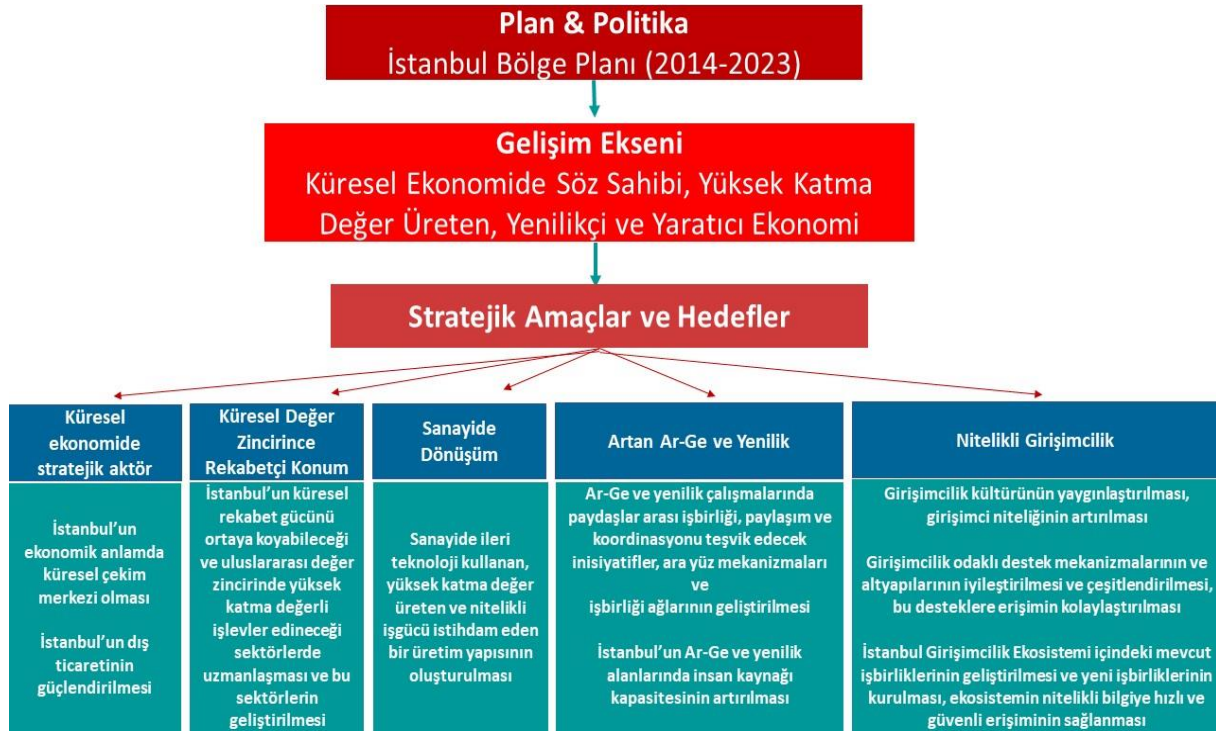 Plan & Politika
İstanbul Bölge Planı (2014-2023)
Gelişim Ekseni
Küresel Ekonomide Söz Sahibi, Yüksek Katma
Değer Üreten, Yenilikçi ve Yaratıcı Ekonomi
Stratejik Amaçlar ve Hedefler
Küresel
ekonomide
stratejik aktör
İstanbul'un
ekonomik anlamda
küresel çekim
merkezi olması
İstanbul'un dış
ticaretinin
güçlendirilmesi
Küresel Değer
Zincirince
Rekabetçi Konum
İstanbul'un küresel
rekabet gücünü
ortaya koyabileceği
ve uluslararası değer
zincirinde yüksek
katma değerli
işlevler edineceği
sektörlerde
uzmanlaşması ve bu
sektörlerin
geliştirilmesi
Sanayide
Dönüşüm
Sanayide ileri
teknoloji kullanan,
yüksek katma değer
üreten ve nitelikli
işgücü istihdam eden
bir üretim yapısının
oluşturulması
Artan Ar-Ge ve Yenilik
Ar-Ge ve yenilik çalışmalarında
paydaşlar arası işbirliği, paylaşım ve
koordinasyonu teşvik edecek
inisiyatifler, ara yüz mekanizmaları
ve
işbirliği ağlarının geliştirilmesi
İstanbul'un Ar-Ge ve yenilik
alanlarında insan kaynağı
kapasitesinin artırılması
Nitelikli Girişimcilik
Girişimcilik kültürünün yaygınlaştırılması,
girişimci niteliğinin artırılması
Girişimcilik odaklı destek mekanizmalarının ve
altyapılarının iyileştirilmesi ve çeşitlendirilmesi,
bu desteklere erişimin kolaylaştırılması
İstanbul Girişimcilik Ekosistemi içindeki mevcut
işbirliklerinin geliştirilmesi ve yeni işbirliklerinin
kurulması, ekosistemin nitelikli bilgiye hızlı ve
güvenli erişiminin sağlanması